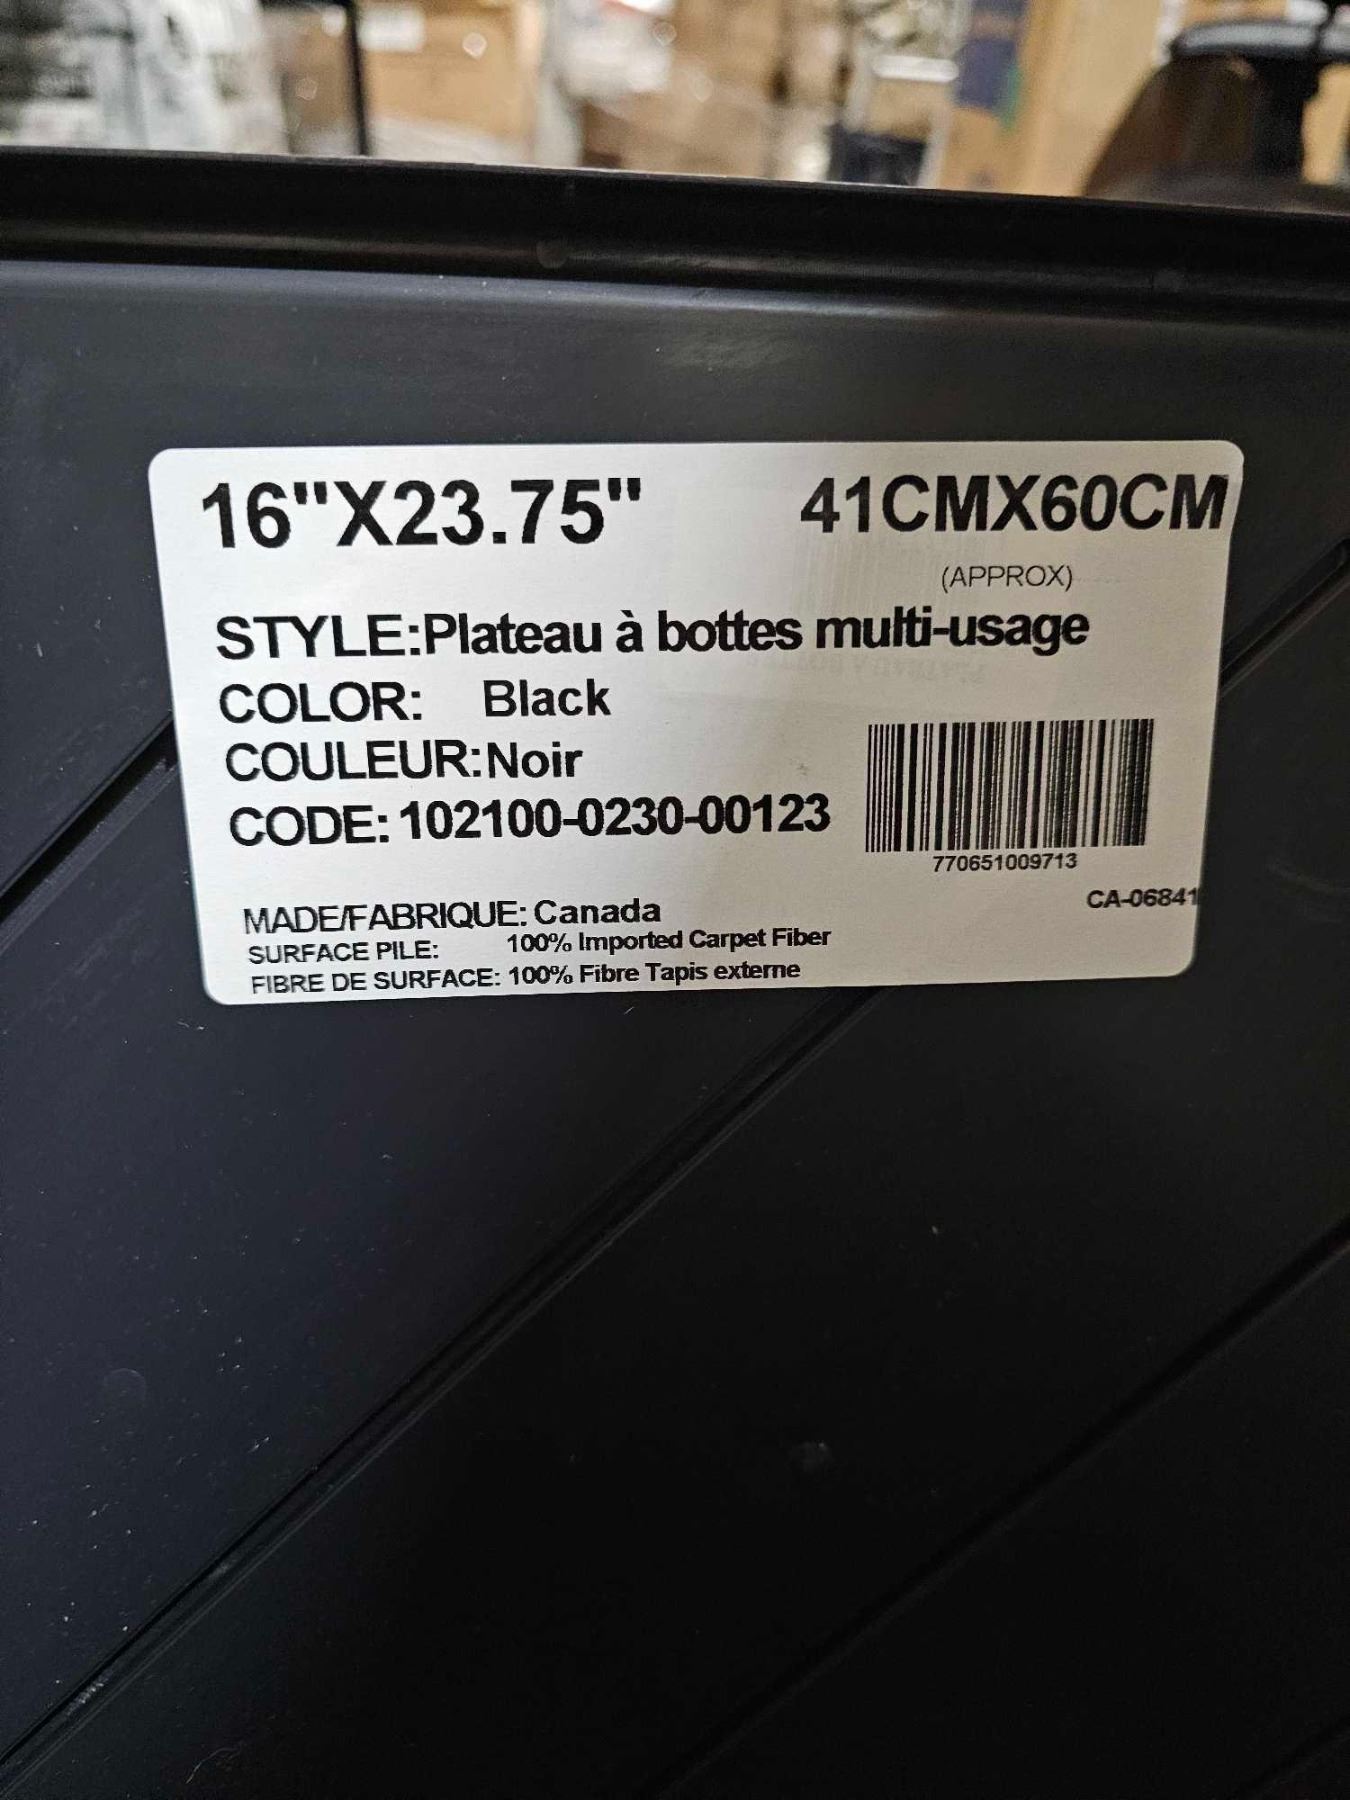 16"X23.75" 41CMX60CM
(APPROX)
STYLE:Plateau à bottes multi-usage
COLOR: Black
COULEUR:Noir
CODE: 102100-0230-00123
770651009713
CA-06841
MADE/FABRIQUE: Canada
SURFACE PILE: 100% Imported Carpet Fiber
FIBRE DE SURFACE: 100% Fibre Tapis externe